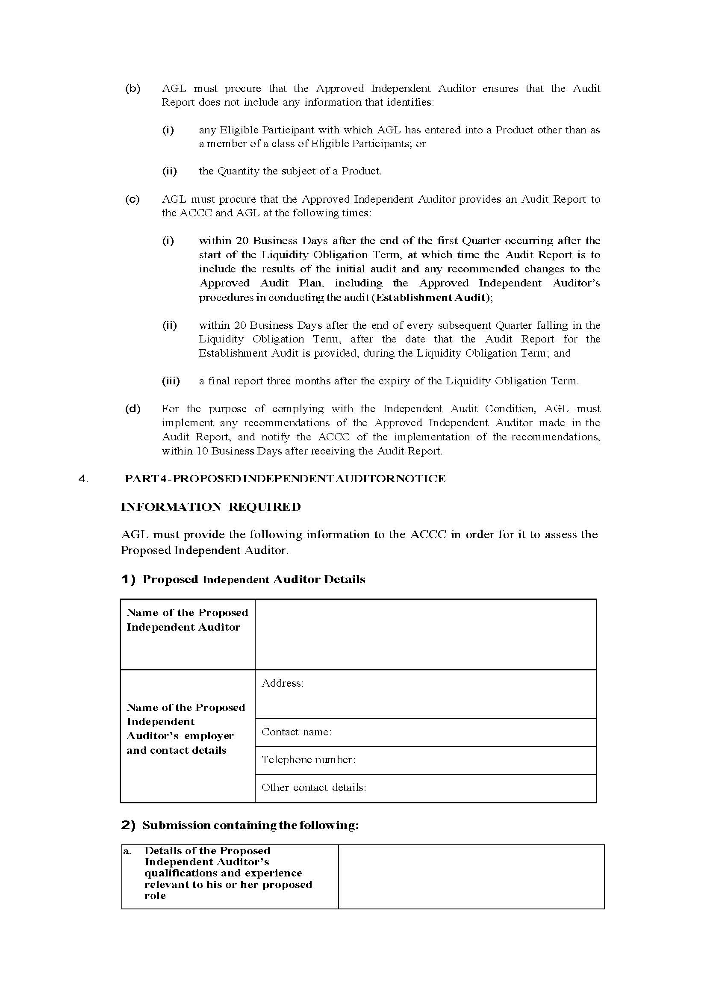 (b) AGL must procure that the Approved Independent Auditor ensures that the Audit
Report does not include any information that identifies:
(i) any Eligible Participant with which AGL has entered into a Product other than as
a member of a class of Eligible Participants; or
(ii) the Quantity the subject of a Product.
(c) AGL must procure that the Approved Independent Auditor provides an Audit Report to
the ACCC and AGL at the following times:
(i) within 20 Business Days after the end of the first Quarter occurring after the
start of the Liquidity Obligation Term, at which time the Audit Report is to
include the results of the initial audit and any recommended changes to the
Approved Audit Plan, including the Approved Independent Auditor’s
procedures in conducting the audit (Establishment Audit);
(ii) within 20 Business Days after the end of every subsequent Quarter falling in the
Liquidity Obligation Term, after the date that the Audit Report for the
Establishment Audit is provided, during the Liquidity Obligation Term; and
(iii) a final report three months after the expiry of the Liquidity Obligation Term.
(d) For the purpose of complying with the Independent Audit Condition, AGL must
implement any recommendations of the Approved Independent Auditor made in the
Audit Report, and notify the ACCC of the implementation of the recommendations,
within 10 Business Days after receiving the Audit Report.
4. PART 4 - PROPOSED INDEPENDENT AUDITOR NOTICE
INFORMATION REQUIRED
AGL must provide the following information to the ACCC in order for it to assess the
Proposed Independent Auditor.
1) Proposed Independent Auditor Details
Name of the Proposed
Independent Auditor
Name of the Proposed
Independent
Auditor’s employer
and contact details
Address:
Contact name:
Telephone number:
Other contact details:
2) Submission containing the following:
a. Details of the Proposed
Independent Auditor’s
qualifications and experience
relevant to his or her proposed
role